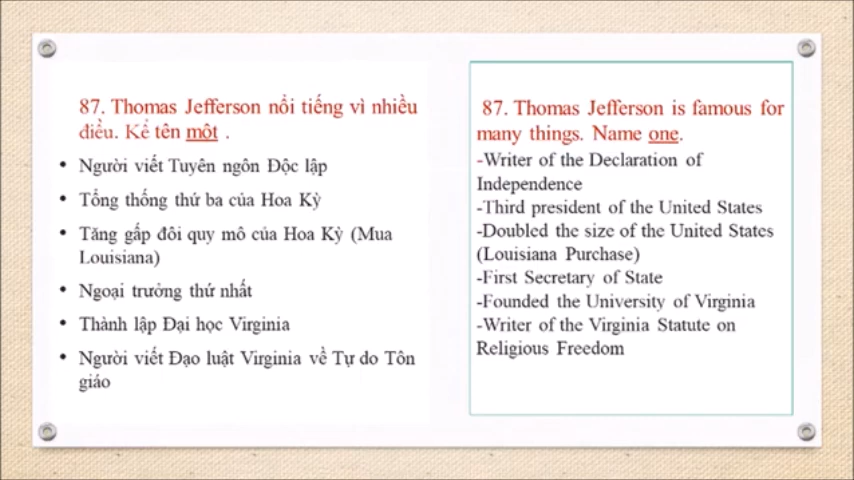 87. Thomas Jefferson nổi tiếng vì nhiều
điều. Kể tên một .
• Người viết Tuyên ngôn Độc lập
• Tổng thống thứ ba của Hoa Kỳ
• Tăng gấp đôi quy mô của Hoa Kỳ (Mua
Louisiana)
• Ngoại trưởng thứ nhất
• Thành lập Đại học Virginia
• Người viết Đạo luật Virginia về Tự do Tôn
giáo
87. Thomas Jefferson is famous for
many things. Name one.
-Writer of the Declaration of
Independence
-Third president of the United States
-Doubled the size of the United States
(Louisiana Purchase)
-First Secretary of State
-Founded the University of Virginia
-Writer of the Virginia Statute on
Religious Freedom